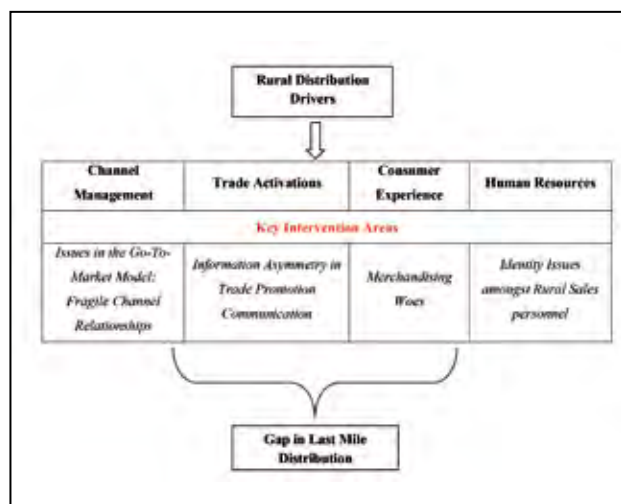 Rural Distribution
Drivers
Channel
Management
Trade Activations
Consumer
Experience
Human Resources
Key Intervention Areas
Issues in the Go-To-
Market Model:
Fragile Channel
Relationships
Information Asymmetry in
Trade Promotion
Communication
Merchandising
Woes
Identity Issues
amongst Rural Sales
personnel
Gap in Last Mile
Distribution